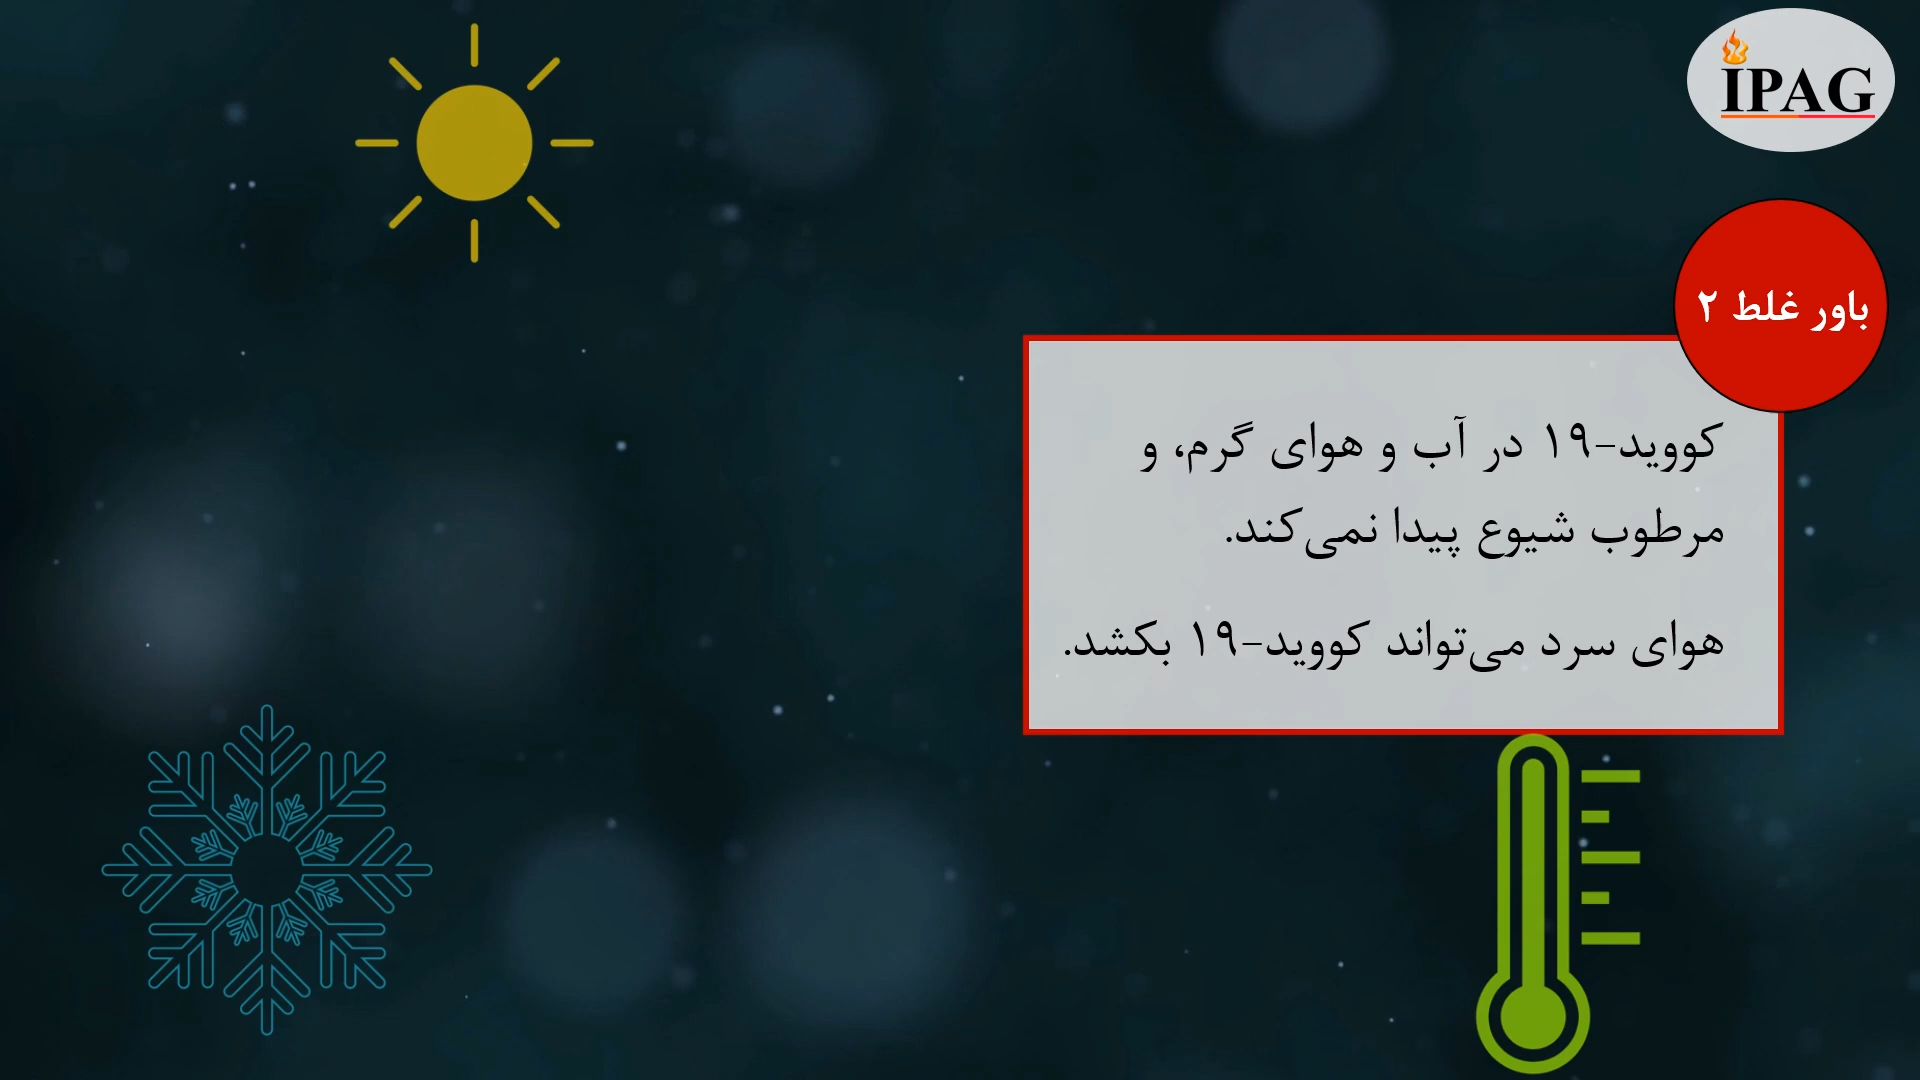 IPAG
باور غلط ۲
کووید-۱۹ در آب و هوای گرم، و
مرطوب شیوع پیدا نمی‌کند.
هوای سرد می‌تواند کووید-۱۹ بکشد.